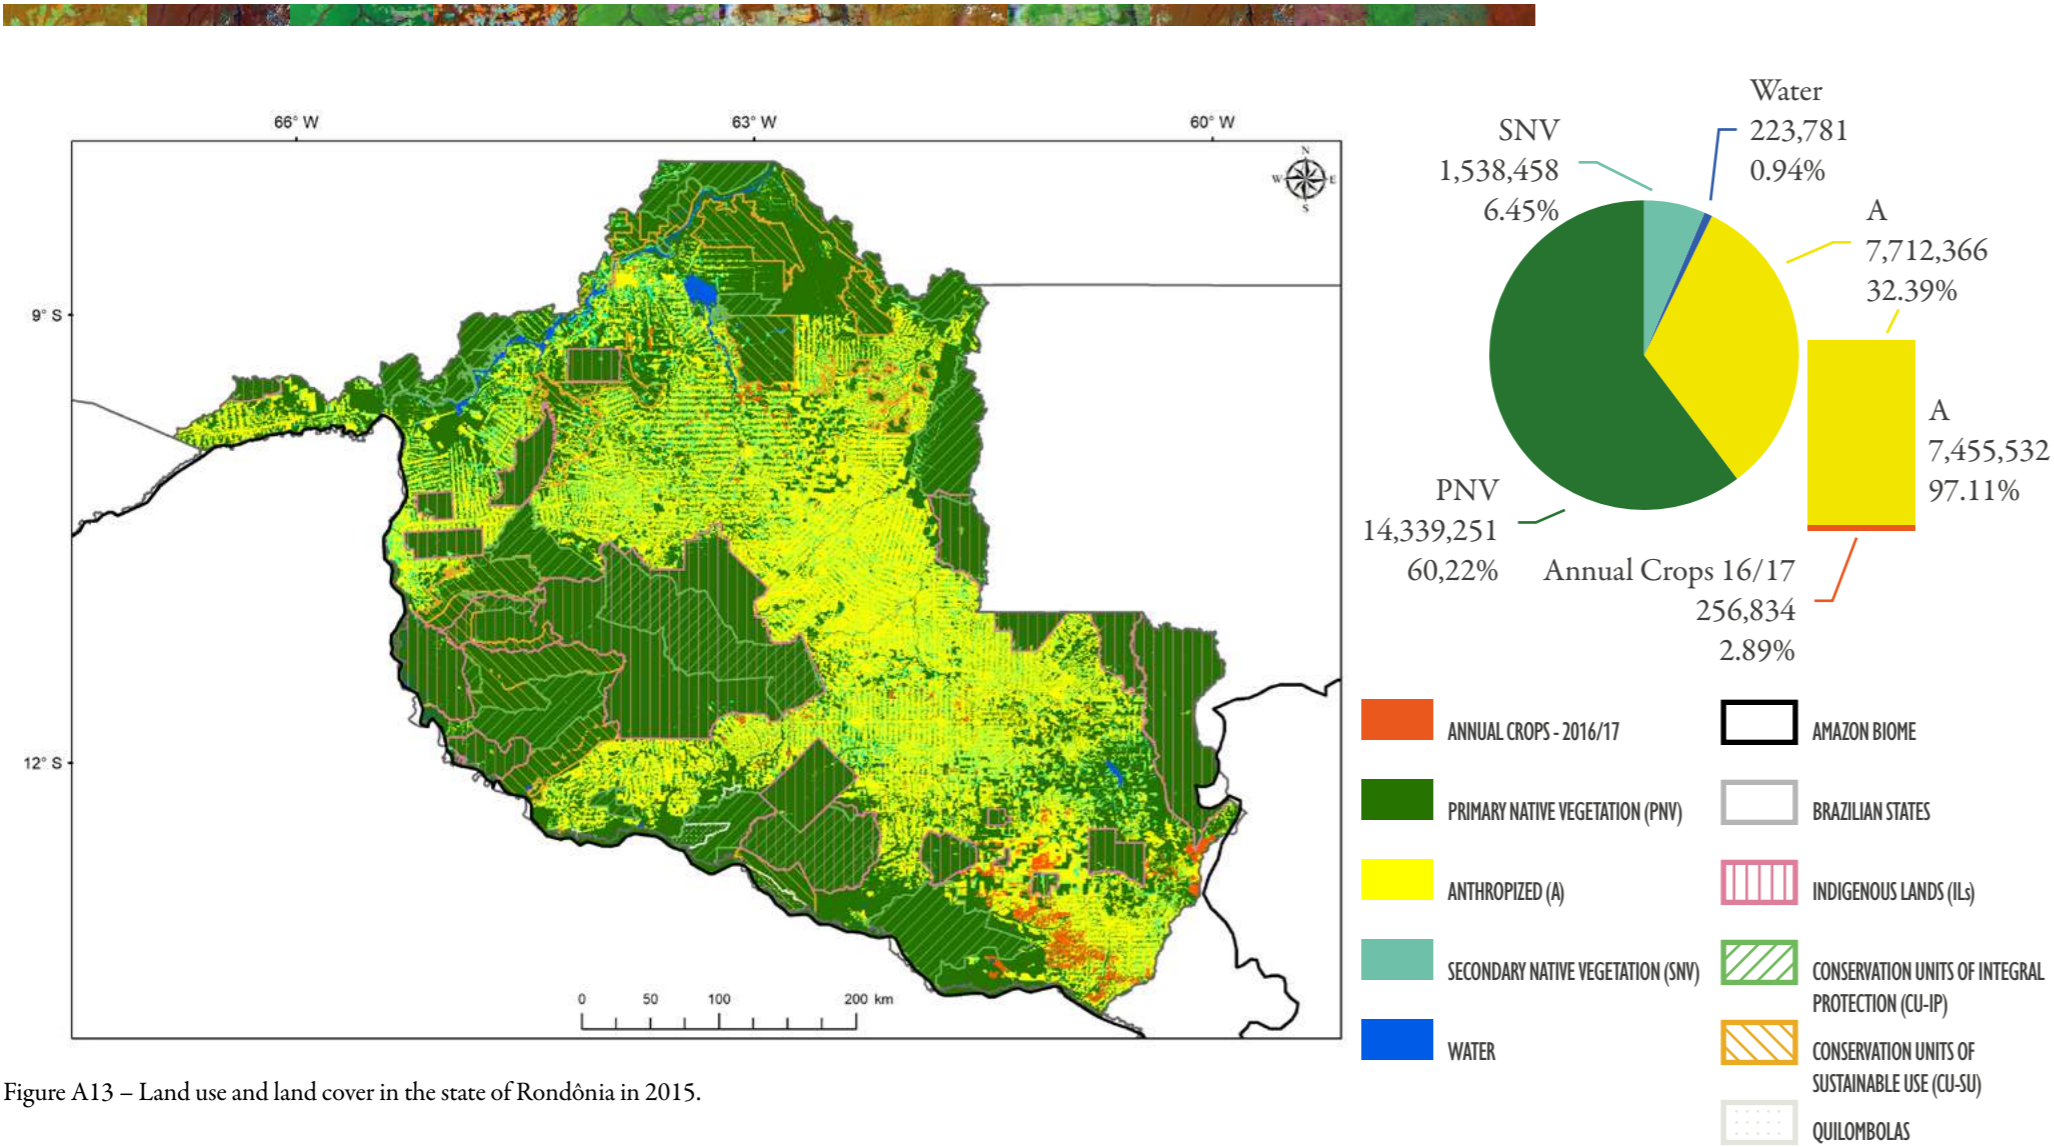 66° W
63° W
60° W
9° S
12° S
N
W
E
S
0
50
100
200 km
Water
223,781
0.94%
SNV
1,538,458
6.45%
A
7,712,366
32.39%
A
7,455,532
97.11%
PNV
14,339,251
60,22%
Annual Crops 16/17
256,834
2.89%
ANNUAL CROPS - 2016/17
PRIMARY NATIVE VEGETATION (PNV)
ANTHROPIZED (A)
SECONDARY NATIVE VEGETATION (SNV)
WATER
AMAZON BIOME
BRAZILIAN STATES
INDIGENOUS LANDS (ILs)
CONSERVATION UNITS OF INTEGRAL
PROTECTION (CU-IP)
CONSERVATION UNITS OF
SUSTAINABLE USE (CU-SU)
QUILOMBOLAS
Figure A13 – Land use and land cover in the state of Rondônia in 2015.